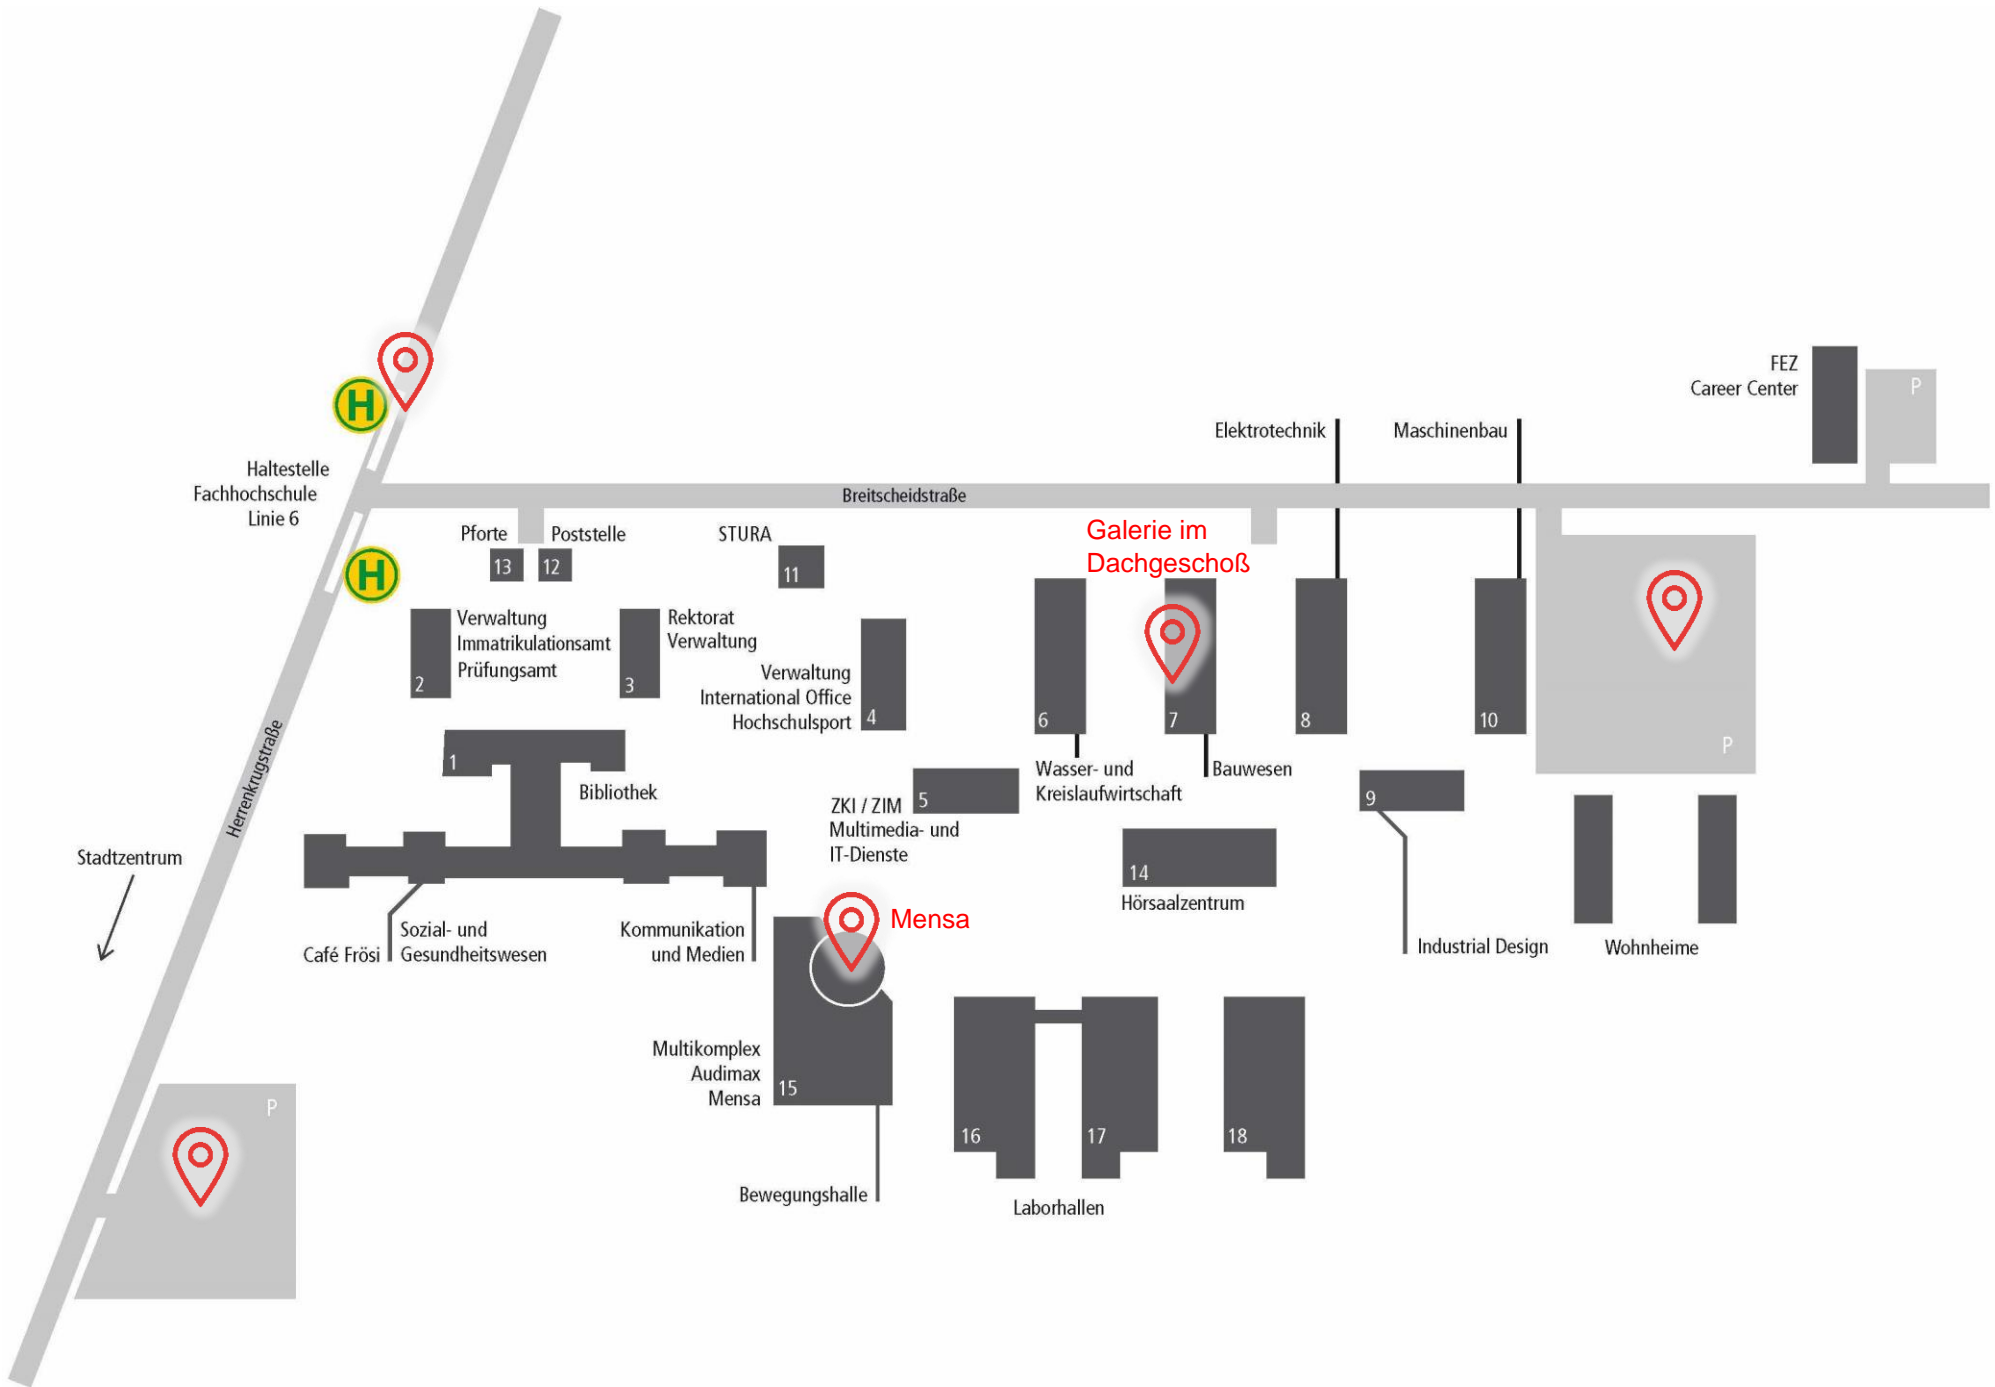 FEZ
Career Center
P
H
Elektrotechnik
Maschinenbau
Haltestelle
Fachhochschule
Linie 6
Breitscheidstraße
H
Pforte
Poststelle
STURA
Galerie im
Dachgeschoß
13
12
11
Verwaltung
Immatrikulationsamt
Prüfungsamt
2
Rektorat
Verwaltung
3
Verwaltung
International Office
Hochschulsport
4
6
7
8
10
P
Herrenkrugstraße
1
Bibliothek
Wasser- und
Kreislaufwirtschaft
Bauwesen
5
ZKI / ZIM
Multimedia- und
IT-Dienste
9
14
Hörsaalzentrum
Stadtzentrum
Café Frösi
Sozial- und
Gesundheitswesen
Kommunikation
und Medien
Mensa
Industrial Design
Wohnheime
Multikomplex
Audimax
Mensa
15
P
16
17
18
Bewegungshalle
Laborhallen